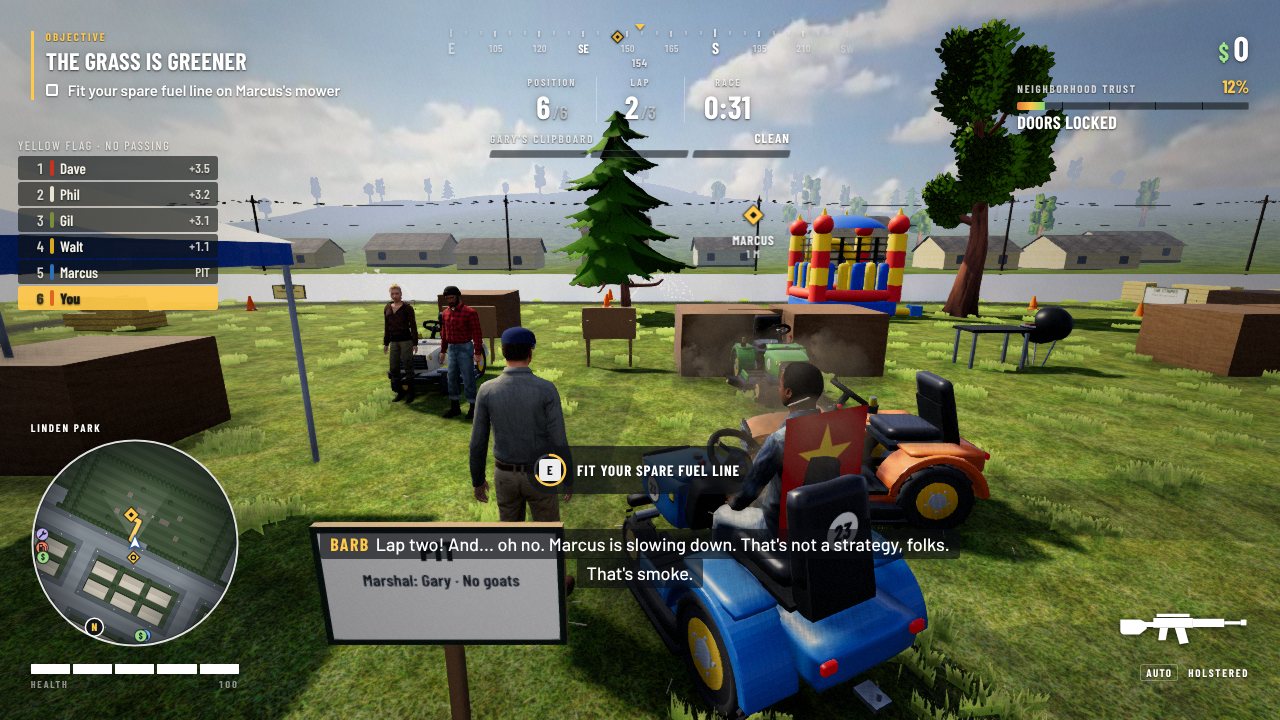 OBJECTIVE
THE GRASS IS GREENER
Fit your spare fuel line on Marcus's mower
E 105 120 SE 150 165 S 195 210 SW
154
POSITION LAP RACE
6/6 2/3 0:31
GARY'S CLIPBOARD CLEAN
$0
NEIGHBORHOOD TRUST 12%
DOORS LOCKED
YELLOW FLAG · NO PASSING
1 Dave +3.5
2 Phil +3.2
3 Gil +3.1
4 Walt +1.1
5 Marcus PIT
6 You
MARCUS
1 M
LINDEN PARK
N
E FIT YOUR SPARE FUEL LINE
23
BARB Lap two! And... oh no. Marcus is slowing down. That's not a strategy, folks.
That's smoke.
Marshal: Gary · No goats
HEALTH 100
AUTO HOLSTERED